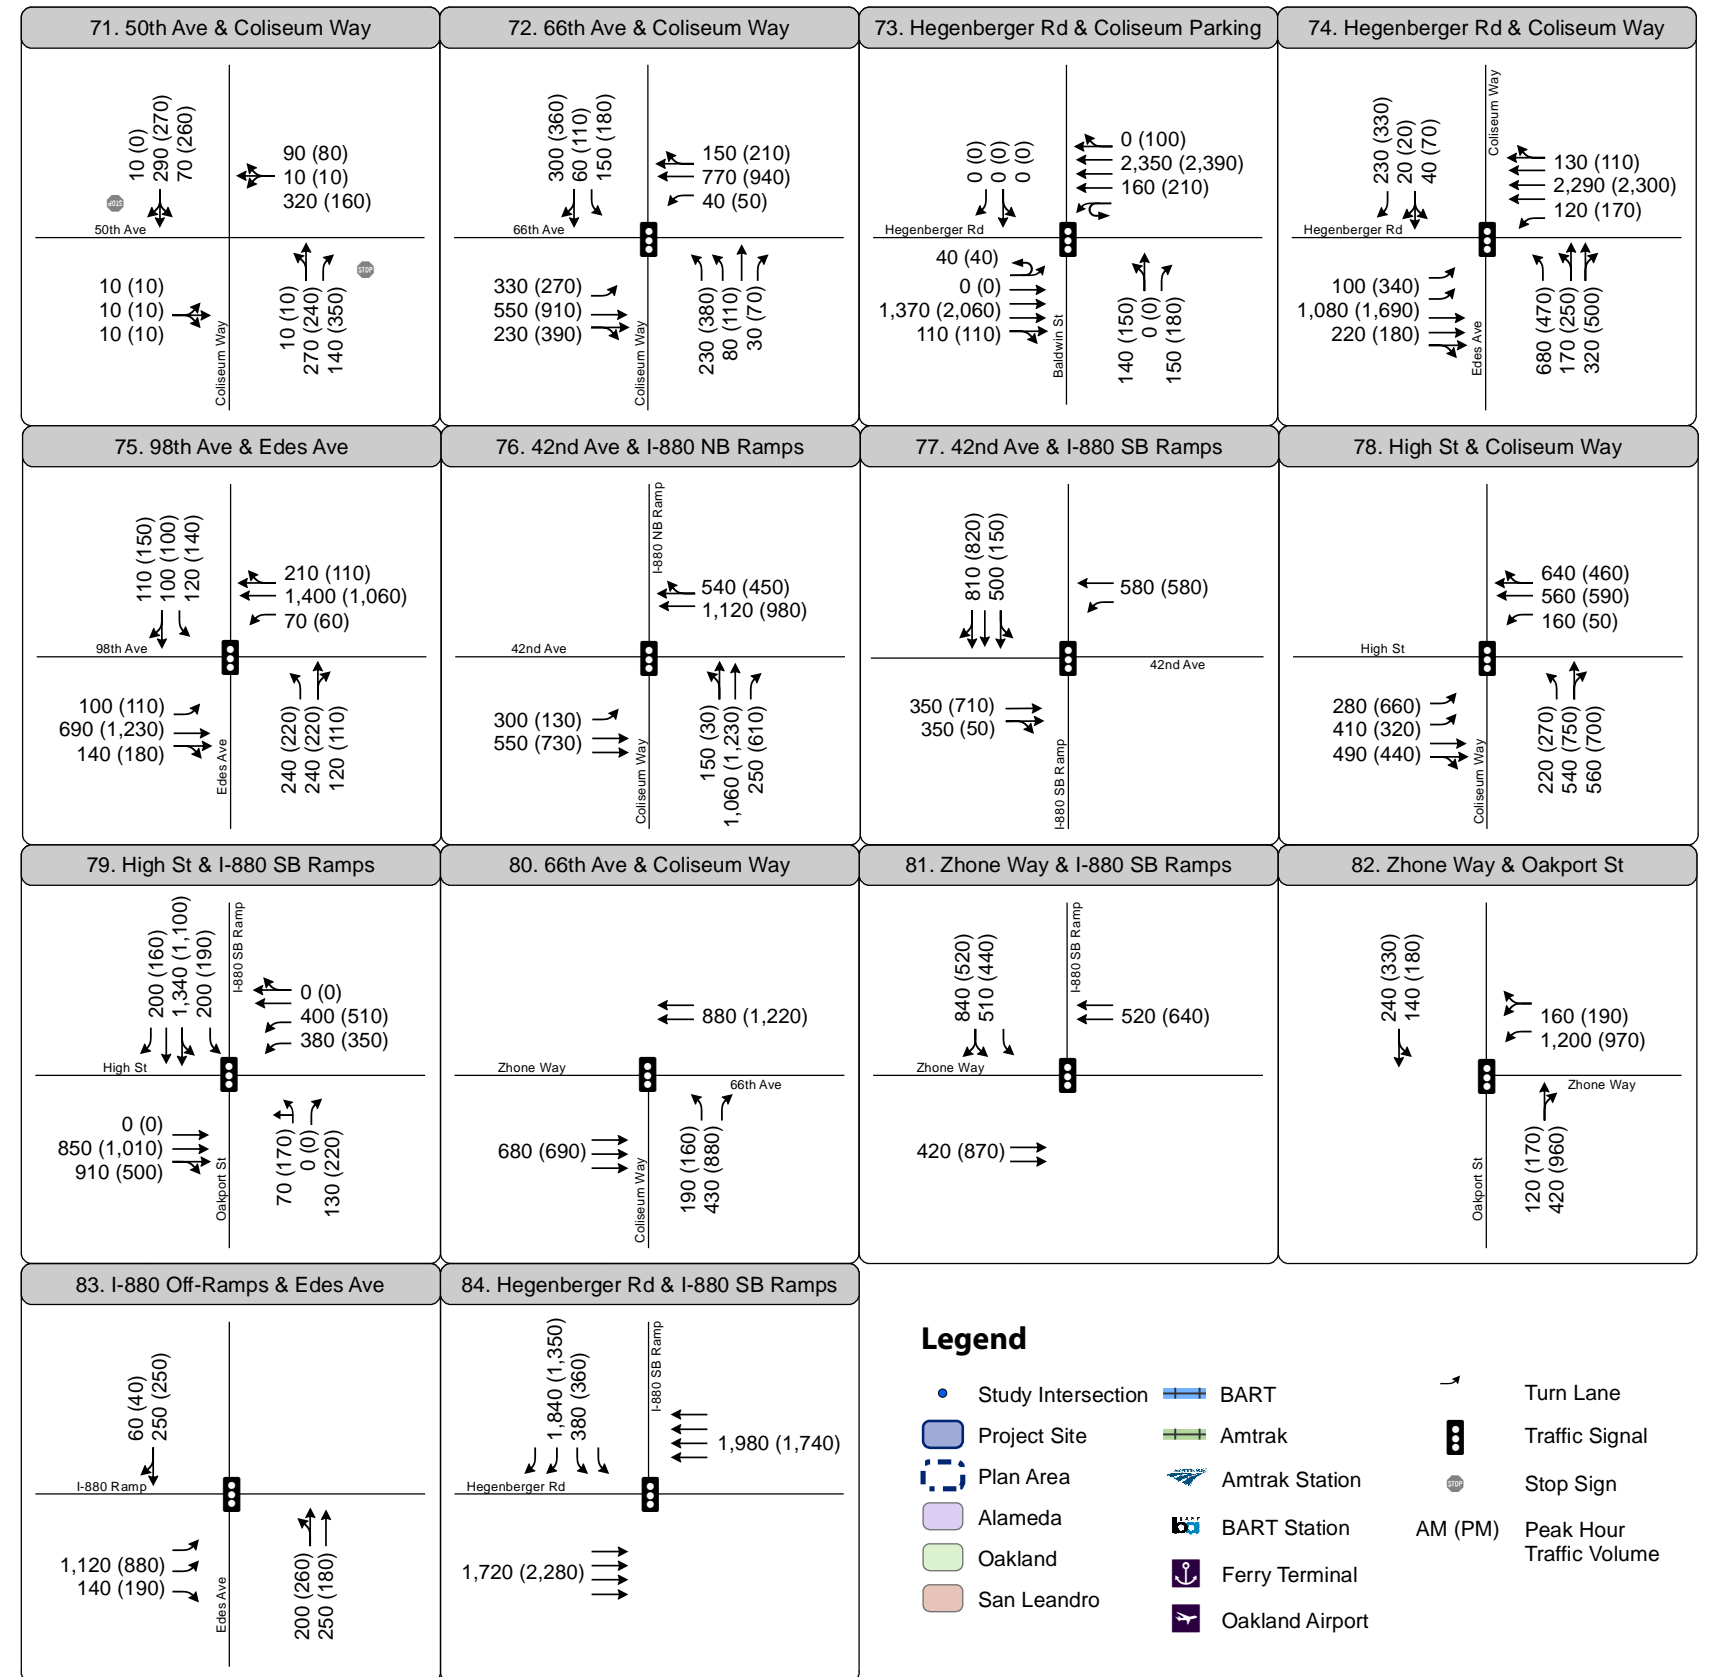 71. 50th Ave & Coliseum Way
10 (0)
290 (270)
70 (260)
90 (80)
10 (10)
320 (160)
STOP
50th Ave
10 (10)
10 (10)
10 (10)
Coliseum Way
10 (10)
270 (240)
140 (350)
STOP
72. 66th Ave & Coliseum Way
300 (360)
60 (110)
150 (180)
150 (210)
770 (940)
40 (50)
66th Ave
330 (270)
550 (910)
230 (390)
Coliseum Way
230 (380)
80 (110)
30 (70)
73. Hegenberger Rd & Coliseum Parking
0 (0)
0 (0)
0 (0)
0 (100)
2,350 (2,390)
160 (210)
Hegenberger Rd
40 (40)
0 (0)
1,370 (2,060)
110 (110)
Baldwin St
140 (150)
0 (0)
150 (180)
74. Hegenberger Rd & Coliseum Way
Coliseum Way
230 (330)
20 (20)
40 (70)
130 (110)
2,290 (2,300)
120 (170)
Hegenberger Rd
100 (340)
1,080 (1,690)
220 (180)
Edes Ave
680 (470)
170 (250)
320 (500)
75. 98th Ave & Edes Ave
110 (150)
100 (100)
120 (140)
210 (110)
1,400 (1,060)
70 (60)
98th Ave
100 (110)
690 (1,230)
140 (180)
Edes Ave
240 (220)
240 (220)
120 (110)
76. 42nd Ave & I-880 NB Ramps
I-880 NB Ramp
540 (450)
1,120 (980)
42nd Ave
300 (130)
550 (730)
Coliseum Way
150 (30)
1,060 (1,230)
250 (610)
77. 42nd Ave & I-880 SB Ramps
810 (820)
500 (150)
580 (580)
42nd Ave
350 (710)
350 (50)
I-880 SB Ramp
78. High St & Coliseum Way
640 (460)
560 (590)
160 (50)
High St
280 (660)
410 (320)
490 (440)
Coliseum Way
220 (270)
540 (750)
560 (700)
79. High St & I-880 SB Ramps
200 (160)
1,340 (1,100)
200 (190)
I-880 SB Ramp
0 (0)
400 (510)
380 (350)
High St
0 (0)
850 (1,010)
910 (500)
Oakport St
70 (170)
0 (0)
130 (220)
80. 66th Ave & Coliseum Way
880 (1,220)
Zhone Way
66th Ave
680 (690)
Coliseum Way
190 (160)
430 (880)
81. Zhone Way & I-880 SB Ramps
840 (520)
510 (440)
I-880 SB Ramp
520 (640)
Zhone Way
420 (870)
82. Zhone Way & Oakport St
240 (330)
140 (180)
160 (190)
1,200 (970)
Zhone Way
Oakport St
120 (170)
420 (960)
83. I-880 Off-Ramps & Edes Ave
60 (40)
250 (250)
I-880 Ramp
1,120 (880)
140 (190)
Edes Ave
200 (260)
250 (180)
84. Hegenberger Rd & I-880 SB Ramps
1,840 (1,350)
380 (360)
I-880 SB Ramp
1,980 (1,740)
Hegenberger Rd
1,720 (2,280)
Legend
Study Intersection
Project Site
Plan Area
Alameda
Oakland
San Leandro
BART
Amtrak
Amtrak Station
BART Station
Ferry Terminal
Oakland Airport
Turn Lane
Traffic Signal
STOP
Stop Sign
AM (PM)
Peak Hour
Traffic Volume